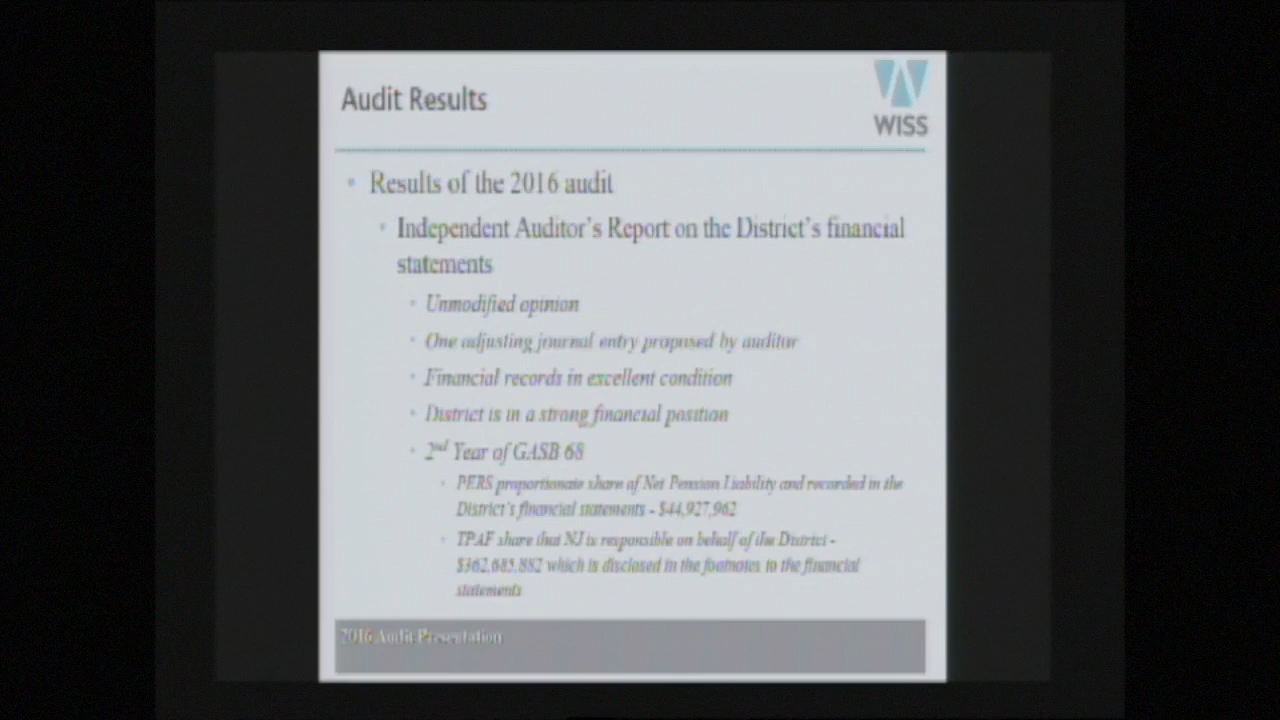 Audit Results
WISS
• Results of the 2016 audit
• Independent Auditor's Report on the District's financial
statements
• Unmodified opinion
• One adjusting journal entry proposed by auditor
• Financial records in excellent condition
• District is in a strong financial position
• 2nd Year of GASB 68
• PERS proportionate share of Net Pension Liability and recorded in the
District's financial statements - $44,927,962
• TPAF share that NJ is responsible on behalf of the District -
$362,685,882 which is disclosed in the footnotes to the financial
statements
2016 Audit Presentation